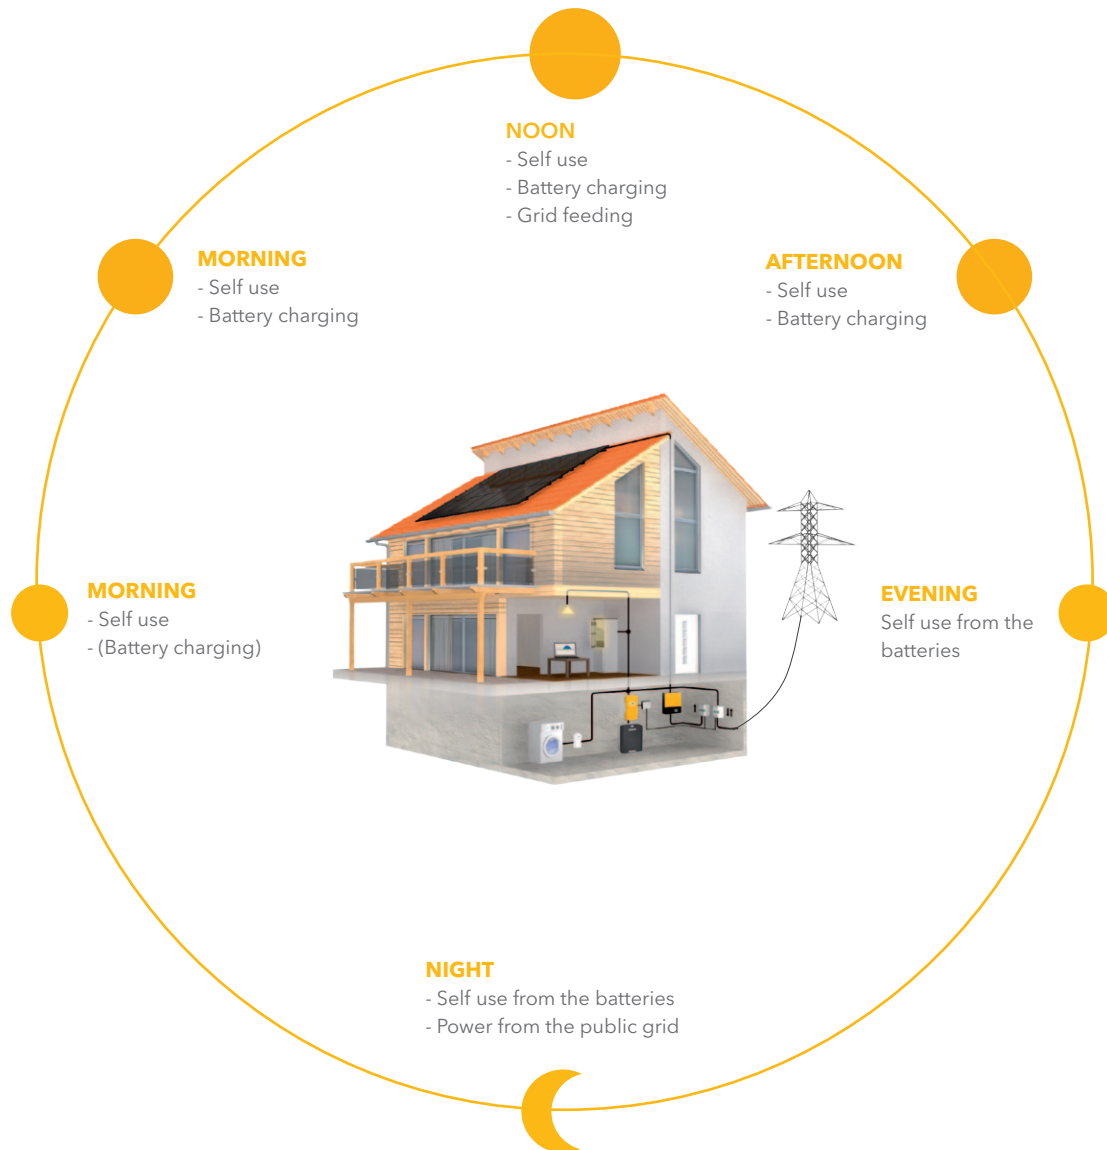 NOON
- Self use
- Battery charging
- Grid feeding
MORNING
- Self use
- Battery charging
AFTERNOON
- Self use
- Battery charging
MORNING
- Self use
- (Battery charging)
EVENING
Self use from the
batteries
NIGHT
- Self use from the batteries
- Power from the public grid